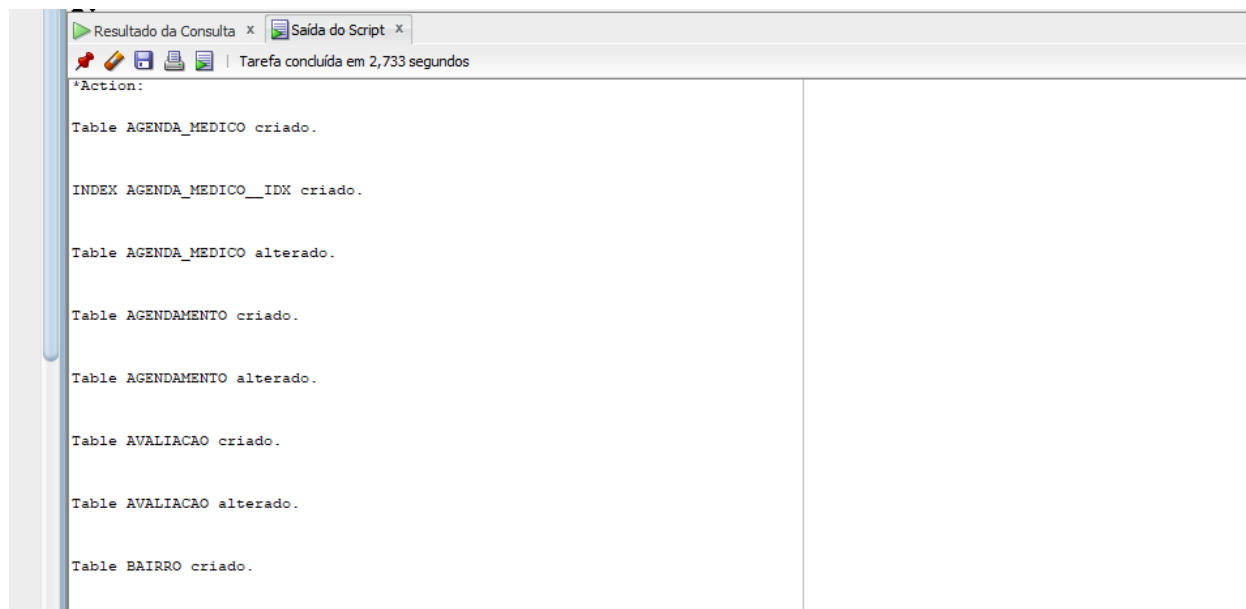 Resultado da Consulta x Saída do Script x
Tarefa concluída em 2,733 segundos
*Action:
Table AGENDA_MEDICO criado.
INDEX AGENDA_MEDICO__IDX criado.
Table AGENDA_MEDICO alterado.
Table AGENDAMENTO criado.
Table AGENDAMENTO alterado.
Table AVALIACAO criado.
Table AVALIACAO alterado.
Table BAIRRO criado.